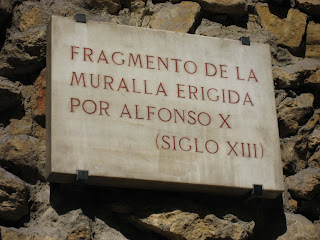 FRAGMENTO DE LA
MURALLA ERIGIDA
POR ALFONSO X
(SIGLO XIII)